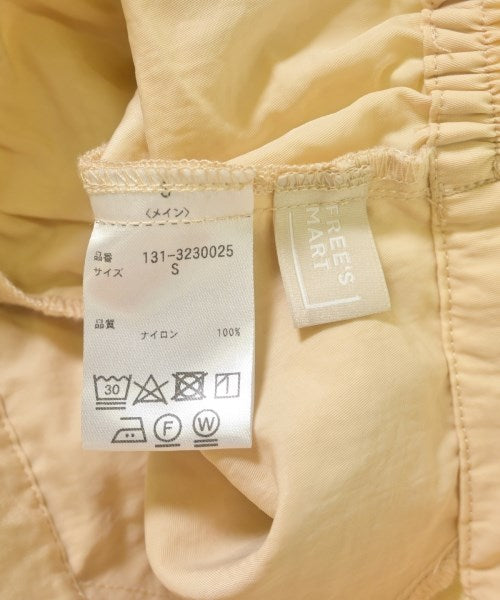 〈メイン〉
品番 131-3230025
サイズ S
品質 ナイロン 100%
30
F W
FREE'S
MART